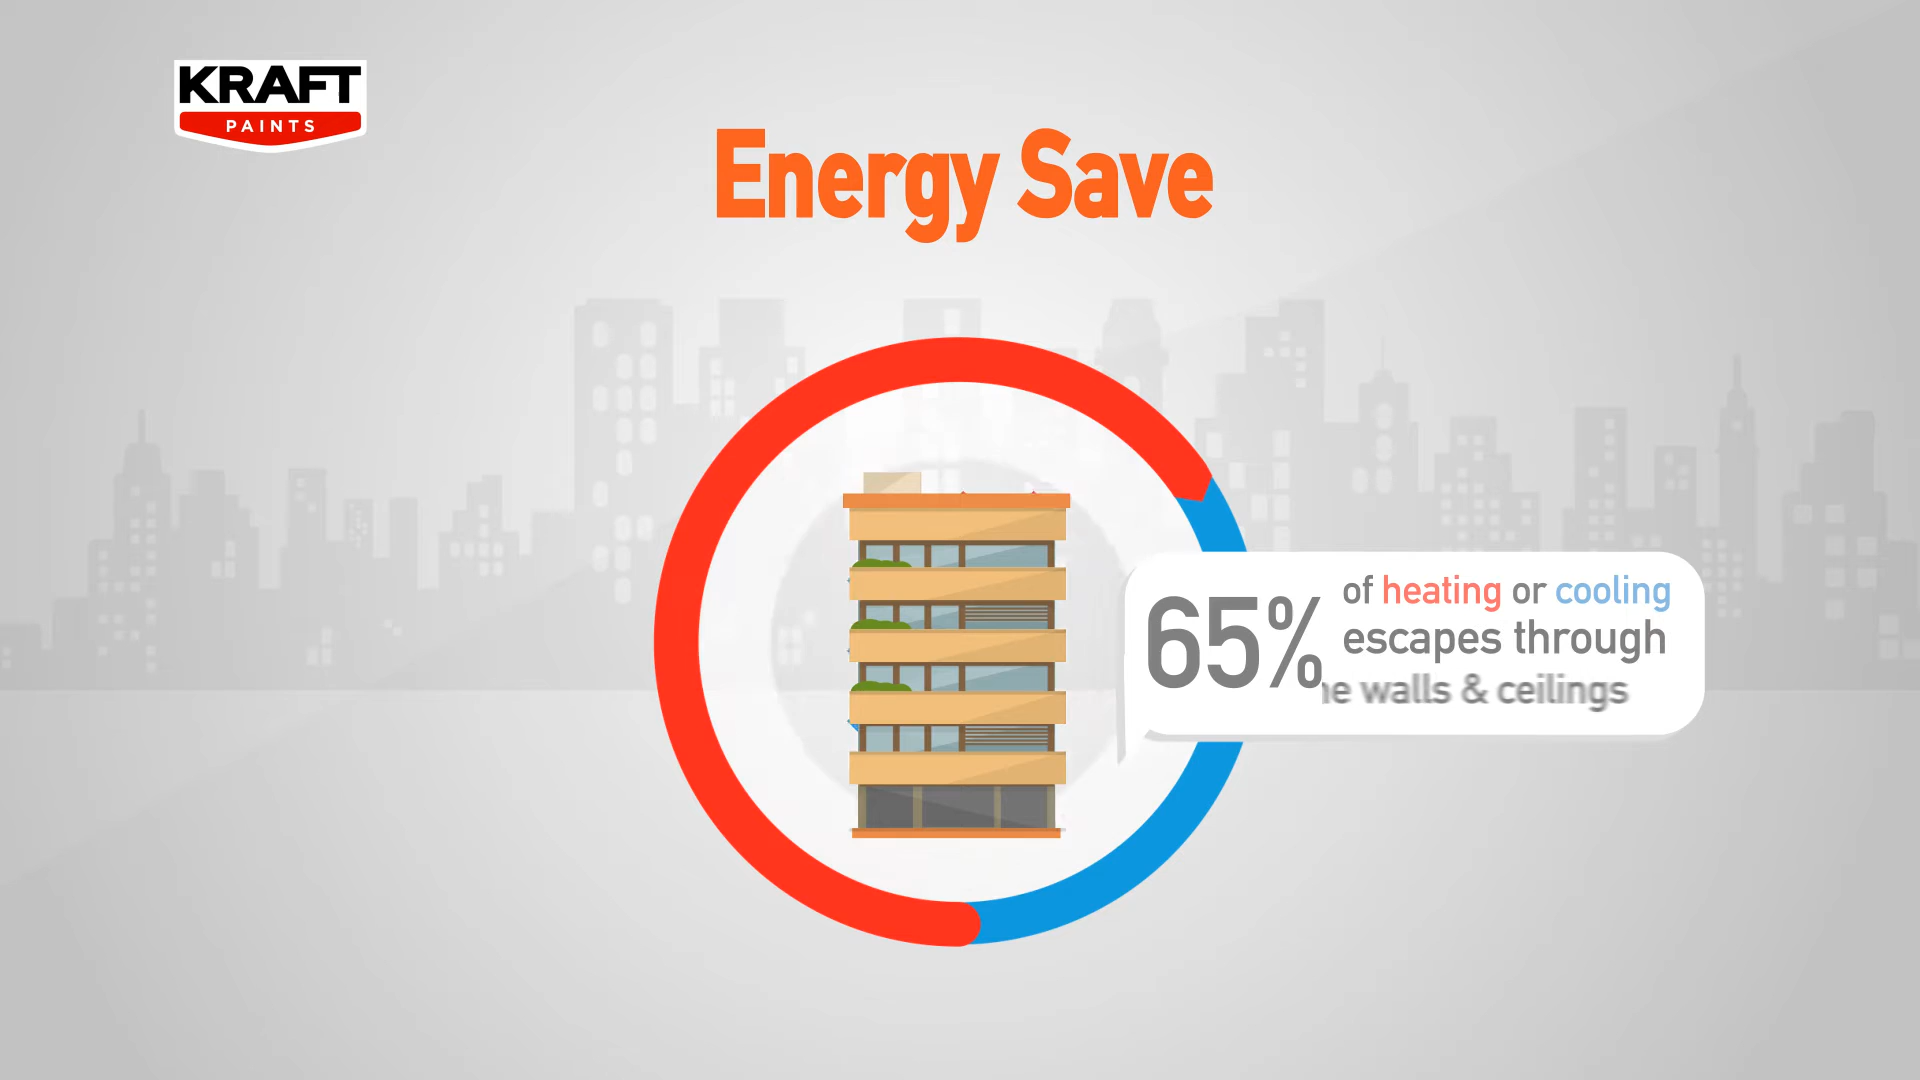 KRAFT
PAINTS
Energy Save
65%
of heating or cooling
escapes through
walls & ceilings